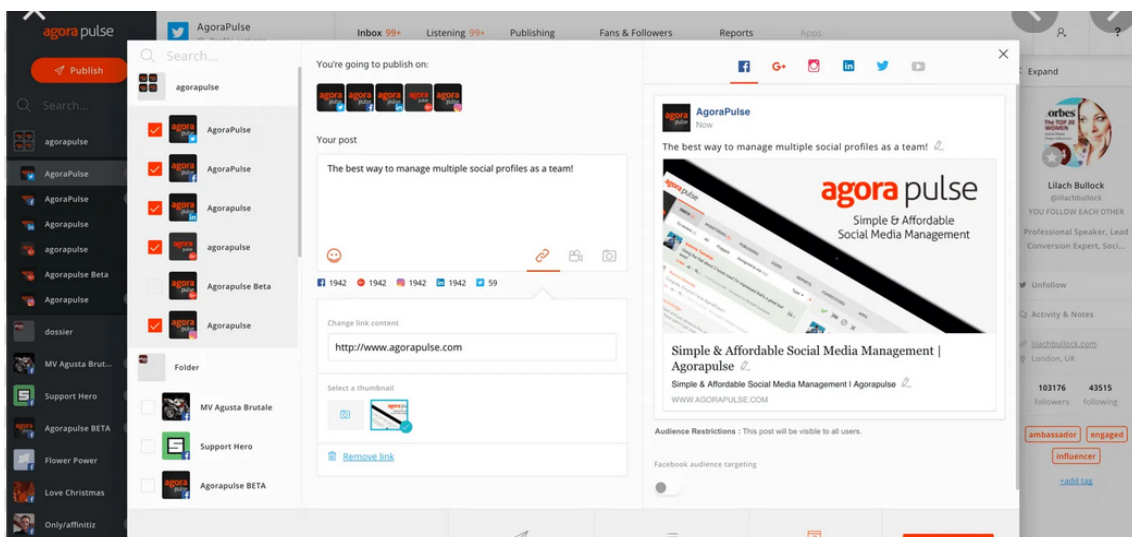 agora pulse
Publish
Search...
agorapulse
AgoraPulse
AgoraPulse
Agorapulse
agorapulse
Agorapulse Beta
Agorapulse
dossier
MV Agusta Brut...
Support Hero
Agorapulse BETA
Flower Power
Love Christmas
Only/affinitiz
AgoraPulse
Inbox 99+
Listening 99+
Publishing
Fans & Followers
Reports
Apps
?
Search...
agorapulse
AgoraPulse
AgoraPulse
Agorapulse
agorapulse
Agorapulse Beta
Agorapulse
Folder
MV Agusta Brutale
Support Hero
Agorapulse BETA
You're going to publish on:
Your post
The best way to manage multiple social profiles as a team!
1942 1942 1942 1942 59
Change link content
http://www.agorapulse.com
Select a thumbnail
Remove link
AgoraPulse
Now
The best way to manage multiple social profiles as a team!
agora pulse
Simple & Affordable
Social Media Management
Simple & Affordable Social Media Management |
Agorapulse
Simple & Affordable Social Media Management | Agorapulse
WWW.AGORAPULSE.COM
Audience Restrictions : This post will be visible to all users.
Facebook audience targeting
Expand
Lilach Bullock
@lilachbullock
YOU FOLLOW EACH OTHER
Professional Speaker, Lead
Conversion Expert, Soci...
Unfollow
Activity & Notes
lilachbullock.com
London, UK
103176 43515
followers following
ambassador engaged
influencer
+add tag